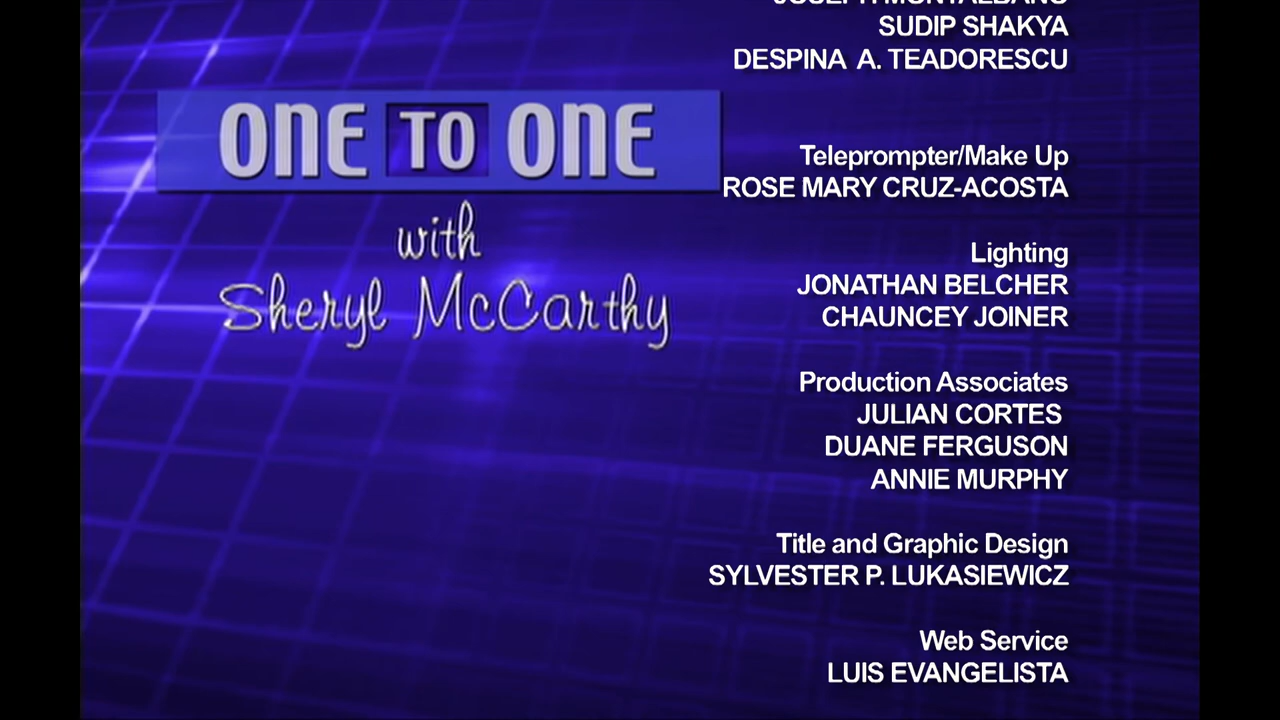 SUDIP SHAKYA
DESPINA A. TEADORESCU
ONE TO ONE
with
Sheryl McCarthy
Teleprompter/Make Up
ROSE MARY CRUZ-ACOSTA
Lighting
JONATHAN BELCHER
CHAUNCEY JOINER
Production Associates
JULIAN CORTES
DUANE FERGUSON
ANNIE MURPHY
Title and Graphic Design
SYLVESTER P. LUKASIEWICZ
Web Service
LUIS EVANGELISTA